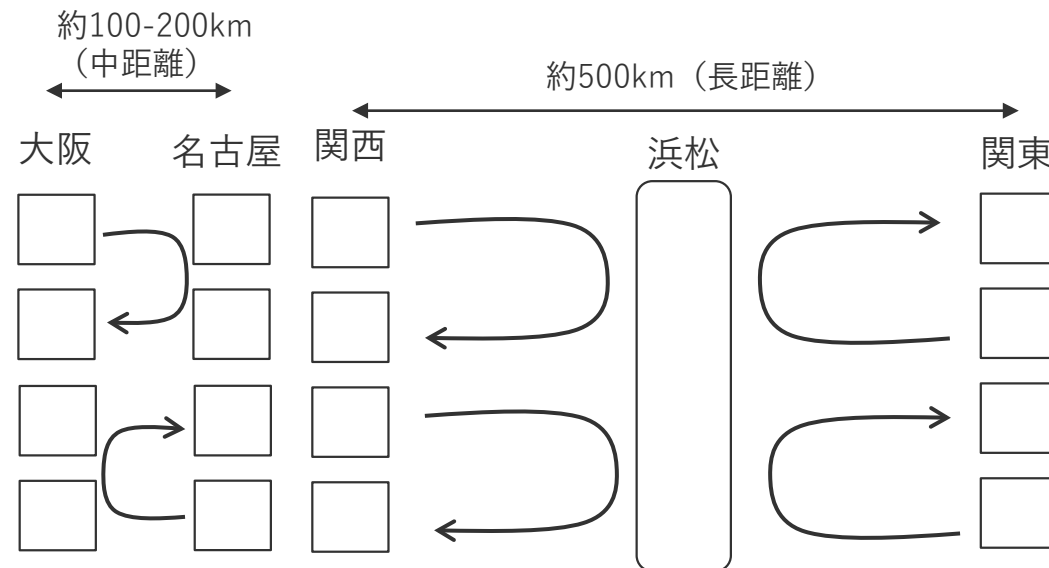 約100-200km
（中距離）
約500km（長距離）
大阪
名古屋
関西
浜松
関東